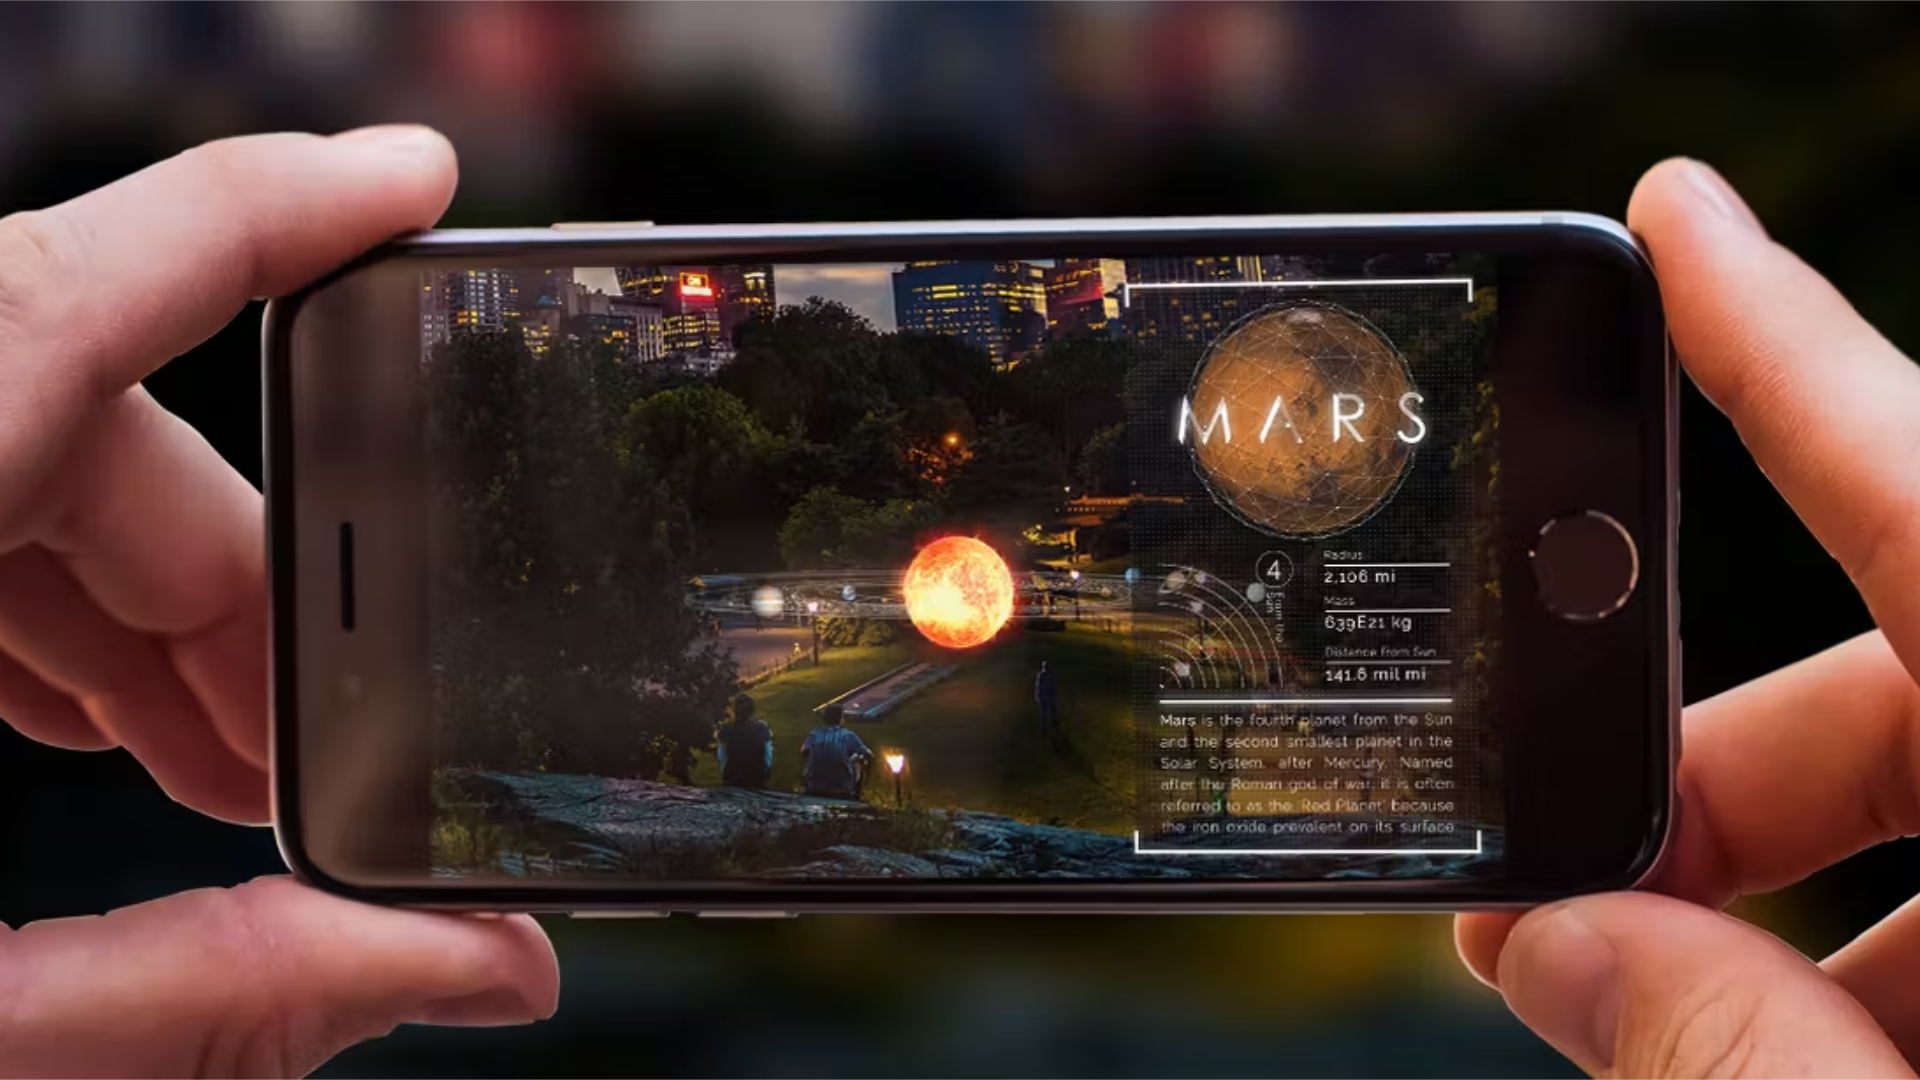 CNN
MARS
4
From the
Sun
Radius
2,106 mi
Mass
639E21 kg
Distance from Sun
141.6 mil mi
Mars is the fourth planet from the Sun
and the second smallest planet in the
Solar System, after Mercury. Named
after the Roman god of war, it is often
referred to as the 'Red Planet' because
the iron oxide prevalent on its surface